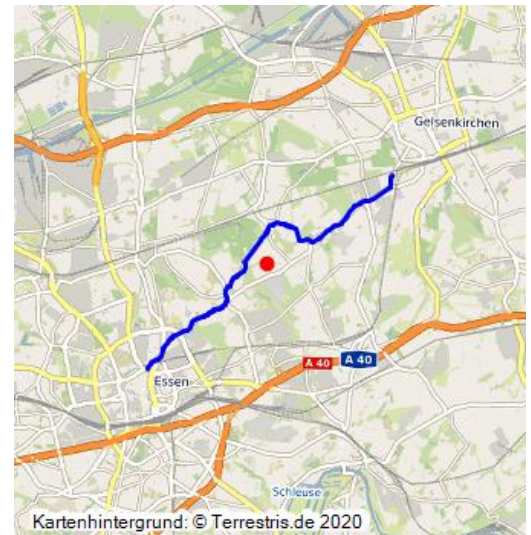 Gelsenkirchen
A 40
A 40
Essen
Schleuse
Kartenhintergrund: © Terrestris.de 2020